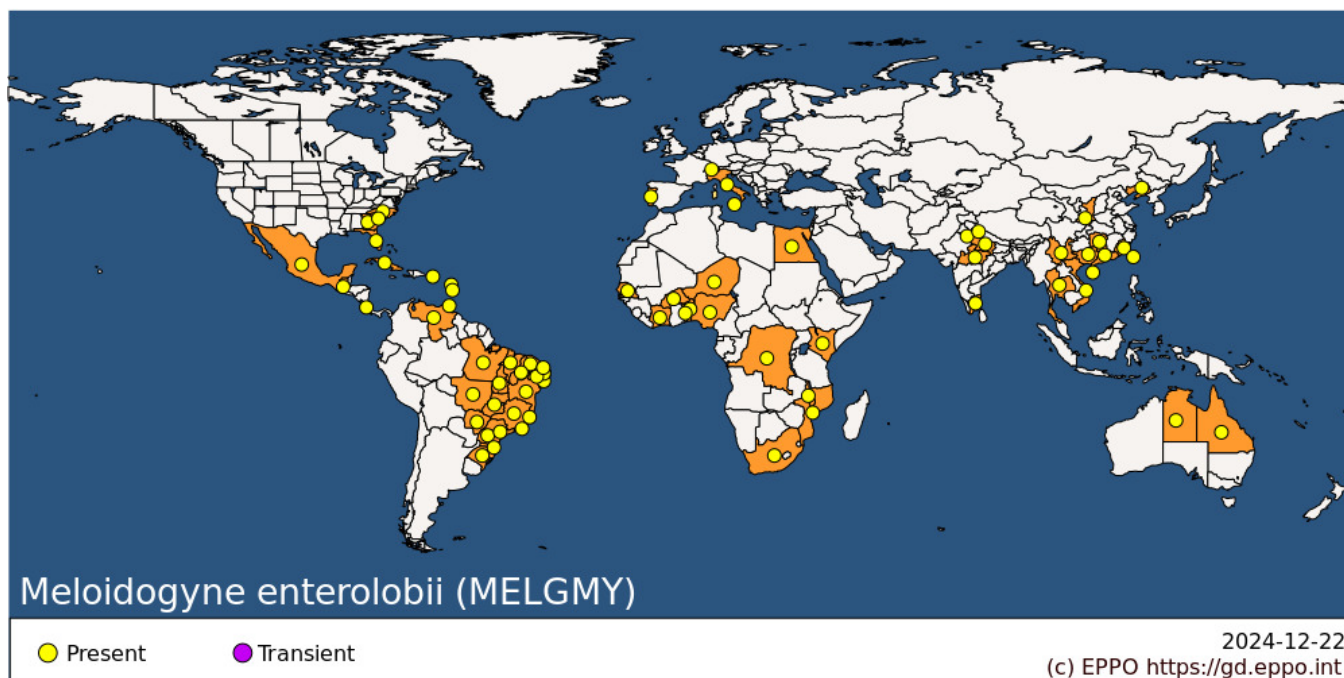 Meloidogyne enterolobii (MELGMY)
Present
Transient
2024-12-22
(c) EPPO https://gd.eppo.int